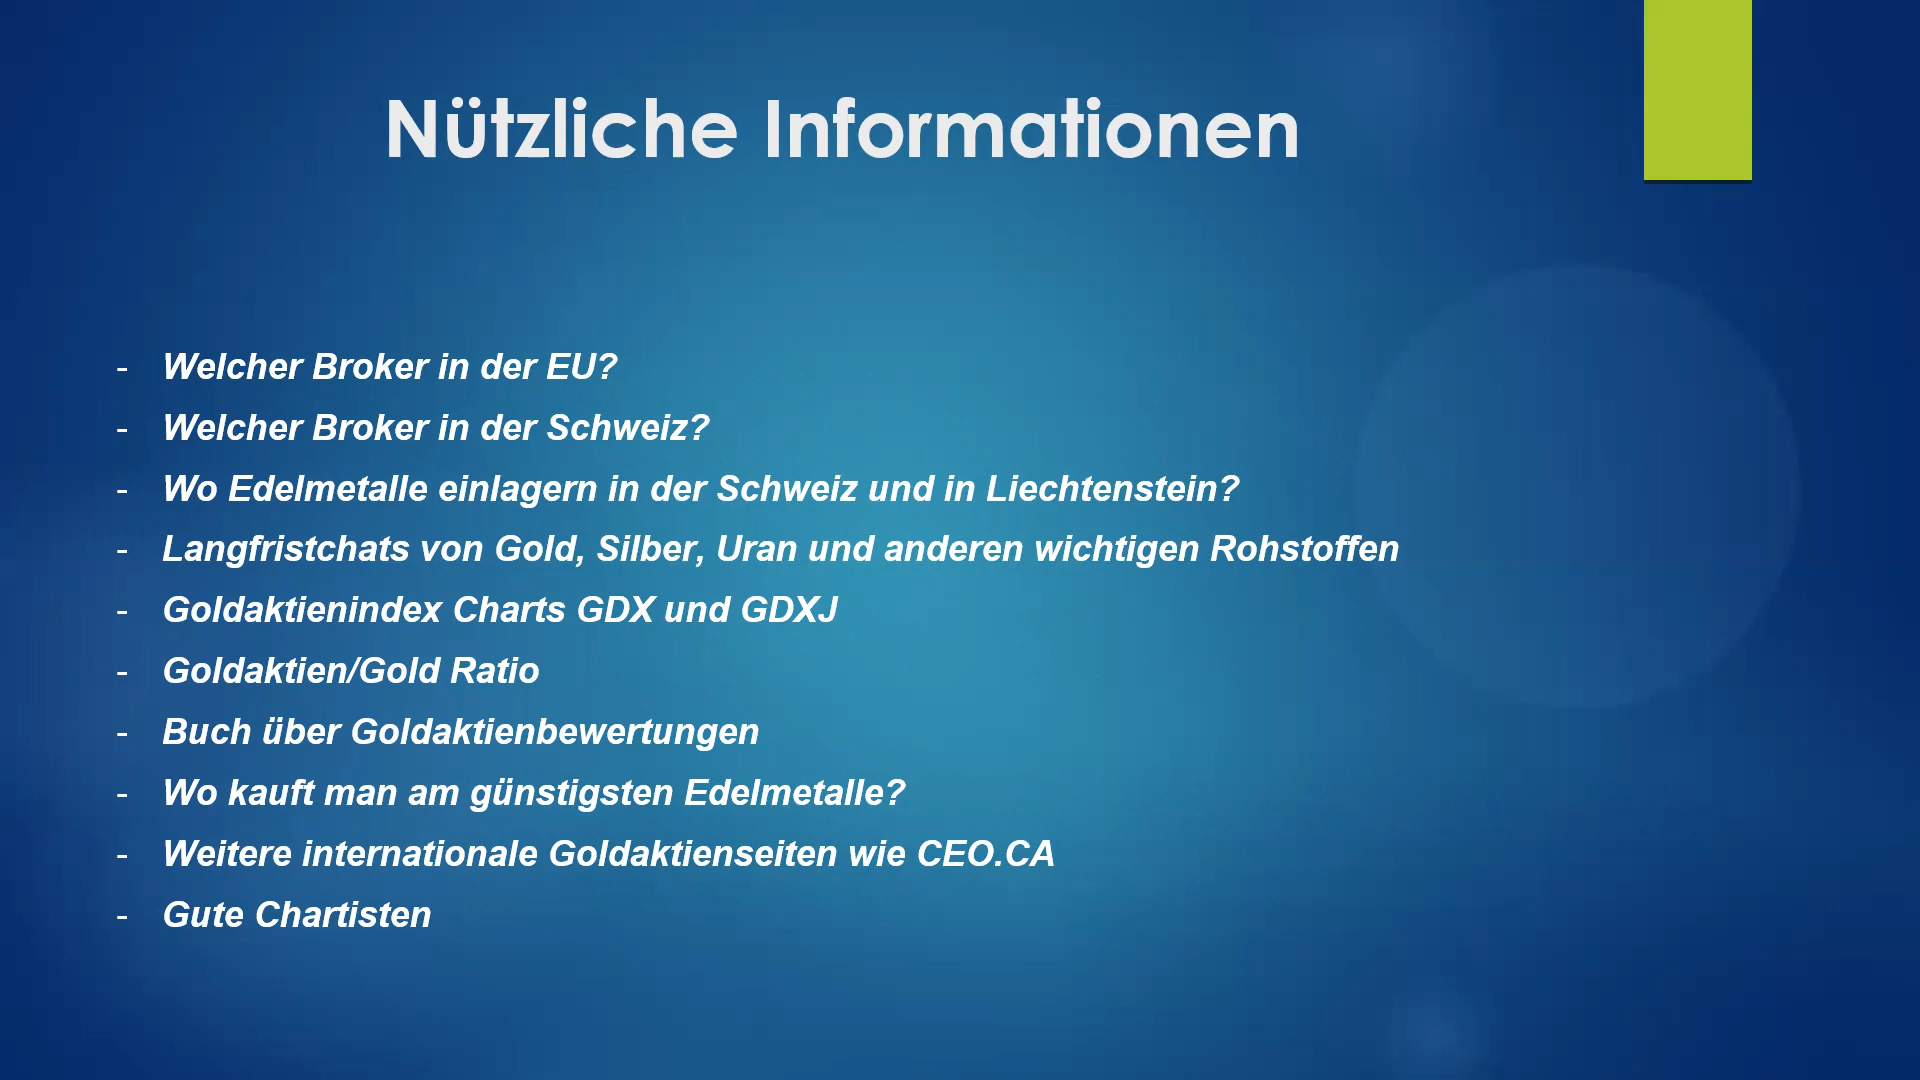 Nützliche Informationen
- Welcher Broker in der EU?
- Welcher Broker in der Schweiz?
- Wo Edelmetalle einlagern in der Schweiz und in Liechtenstein?
- Langfristchats von Gold, Silber, Uran und anderen wichtigen Rohstoffen
- Goldaktienindex Charts GDX und GDXJ
- Goldaktien/Gold Ratio
- Buch über Goldaktienbewertungen
- Wo kauft man am günstigsten Edelmetalle?
- Weitere internationale Goldaktienseiten wie CEO.CA
- Gute Chartisten